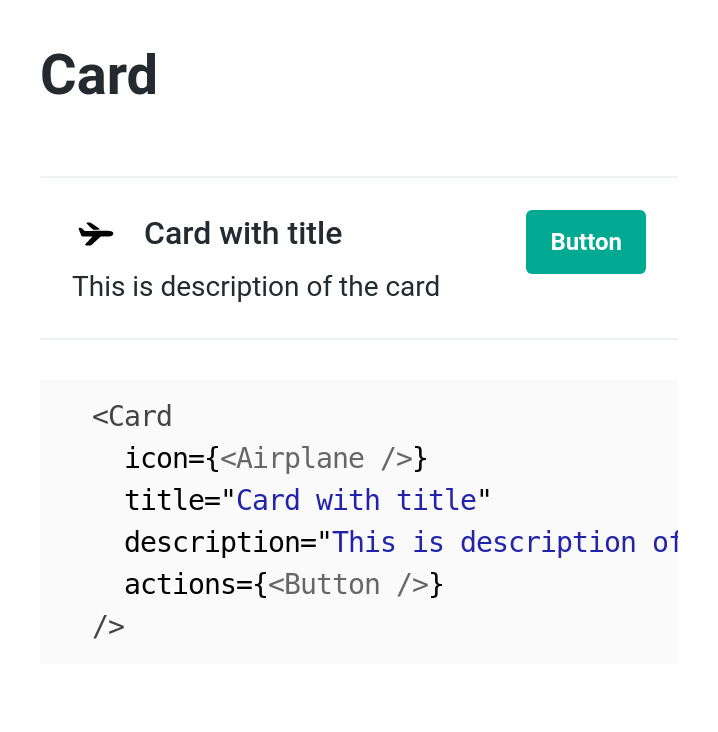 Card
Card with title
Button
This is description of the card
<Card
  icon={<Airplane />}
  title="Card with title"
  description="This is description of
  actions={<Button />}
/>